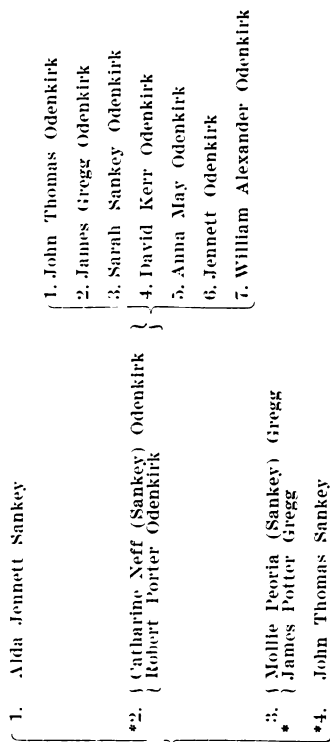 1. Alda Jennett Sankey
*2. { Catharine Neff (Sankey) Odenkirk
{ Robert Porter Odenkirk
1. John Thomas Odenkirk
2. James Gregg Odenkirk
3. Sarah Sankey Odenkirk
4. David Kerr Odenkirk
5. Anna May Odenkirk
6. Jennett Odenkirk
7. William Alexander Odenkirk
3. { Mollie Peoria (Sankey) Gregg
* { James Potter Gregg
*4. John Thomas Sankey